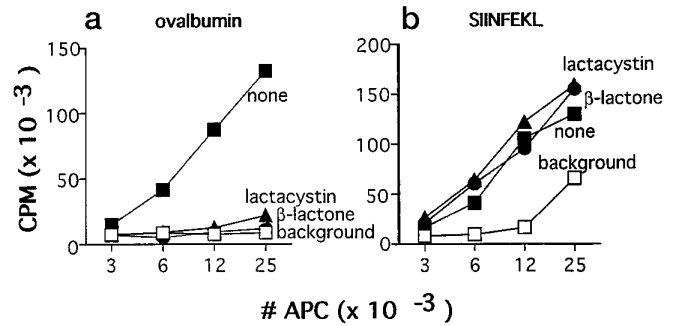 a ovalbumin
CPM (x 10 -3)
150
100
50
0
none
lactacystin
β-lactone
background
3 6 12 25
b SIINFEKL
200
150
100
50
0
lactacystin
β-lactone
none
background
3 6 12 25
# APC (x 10 -3)